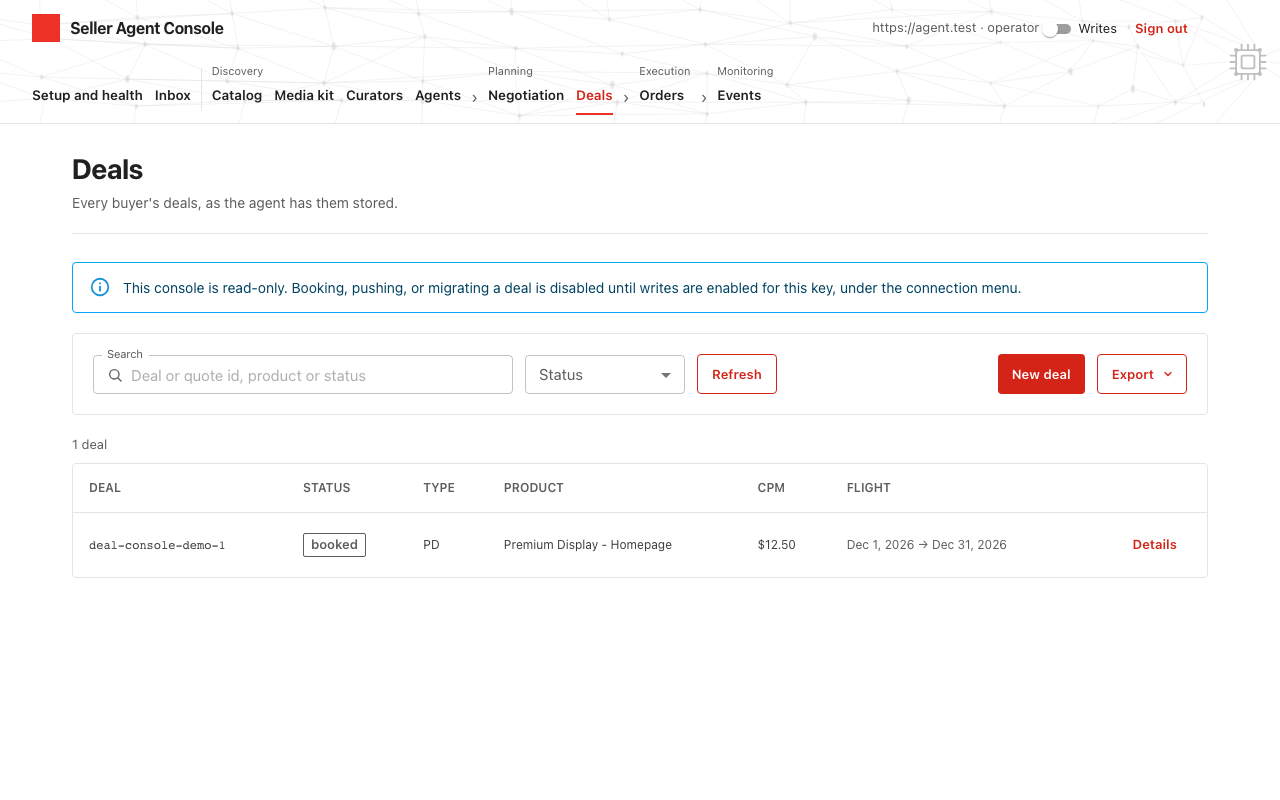 Seller Agent Console
https://agent.test · operator Writes Sign out
Discovery Planning Execution Monitoring
Setup and health Inbox Catalog Media kit Curators Agents › Negotiation Deals › Orders › Events
Deals
Every buyer's deals, as the agent has them stored.
This console is read-only. Booking, pushing, or migrating a deal is disabled until writes are enabled for this key, under the connection menu.
Search
Deal or quote id, product or status Status Refresh New deal Export
1 deal
DEAL STATUS TYPE PRODUCT CPM FLIGHT
deal-console-demo-1 booked PD Premium Display - Homepage $12.50 Dec 1, 2026 → Dec 31, 2026 Details